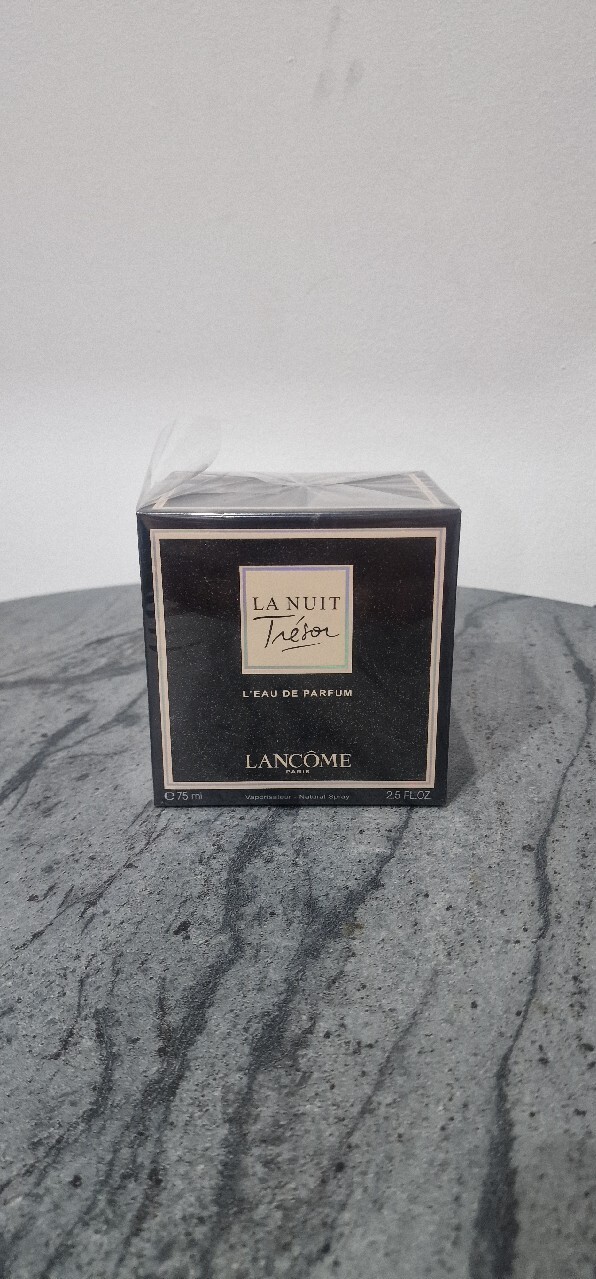 LA NUIT
Trésor
L'EAU DE PARFUM
LANCÔME
PARIS
℮ 75 ml
Vaporisateur - Natural Spray
2.5 FL.OZ